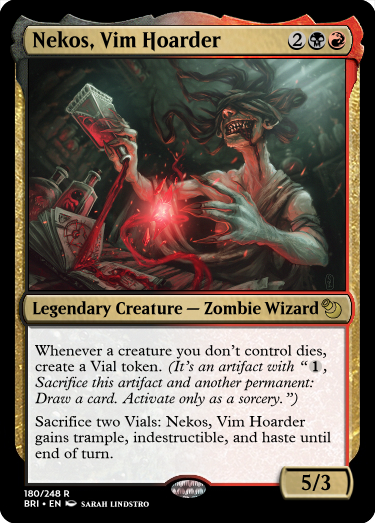 Nekos, Vim Hoarder 2
Legendary Creature — Zombie Wizard
Whenever a creature you don't control dies,
create a Vial token. (It's an artifact with "1,
Sacrifice this artifact and another permanent:
Draw a card. Activate only as a sorcery.")
Sacrifice two Vials: Nekos, Vim Hoarder
gains trample, indestructible, and haste until
end of turn.
5/3
180/248 R
BRI • EN SARAH LINDSTRO